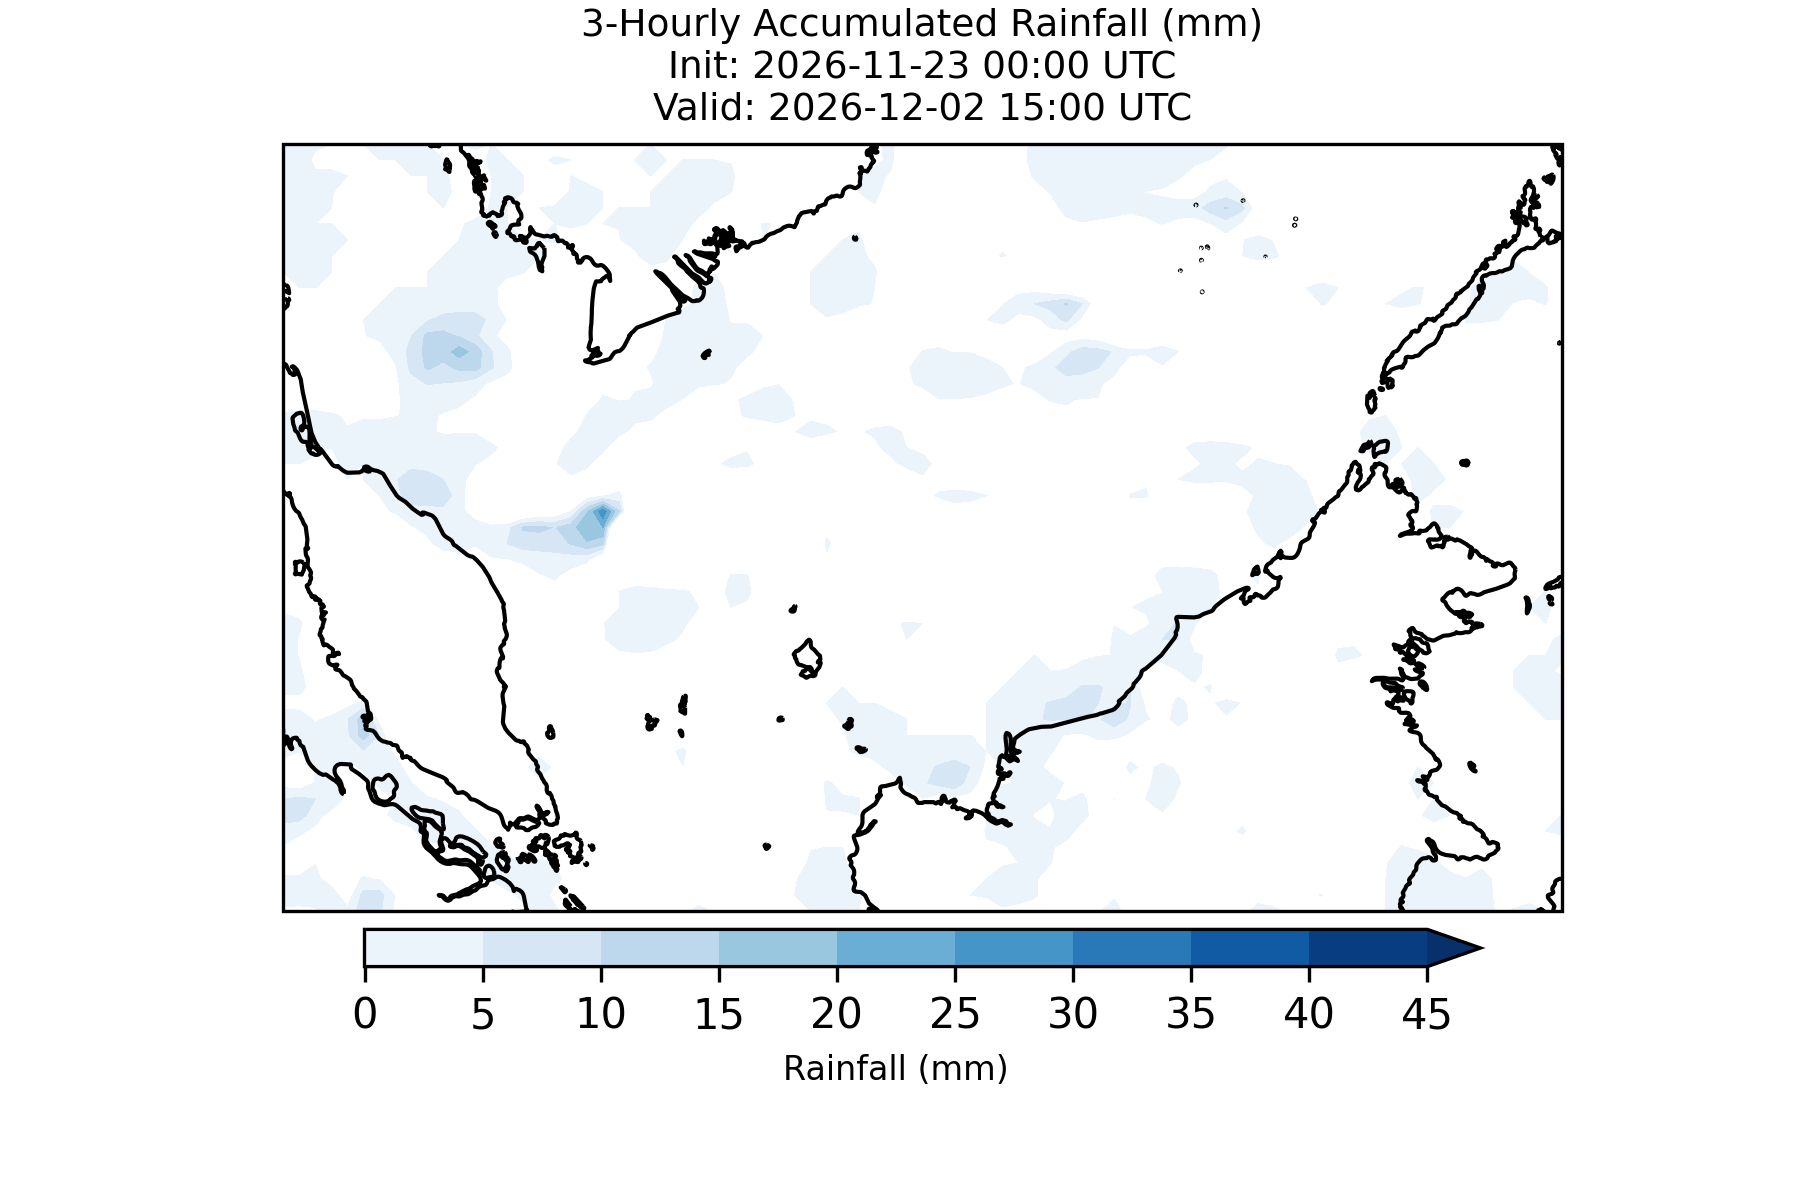 3-Hourly Accumulated Rainfall (mm)
Init: 2026-11-23 00:00 UTC
Valid: 2026-12-02 15:00 UTC
0 5 10 15 20 25 30 35 40 45
Rainfall (mm)